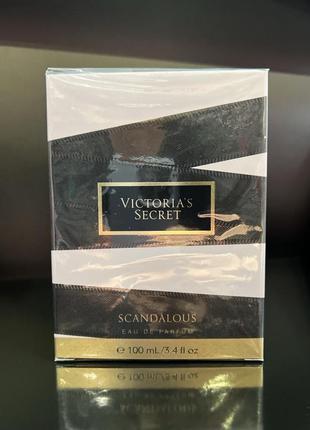 VICTORIA'S
SECRET
SCANDALOUS
EAU DE PARFUM
℮ 100 mL/3.4 fl oz